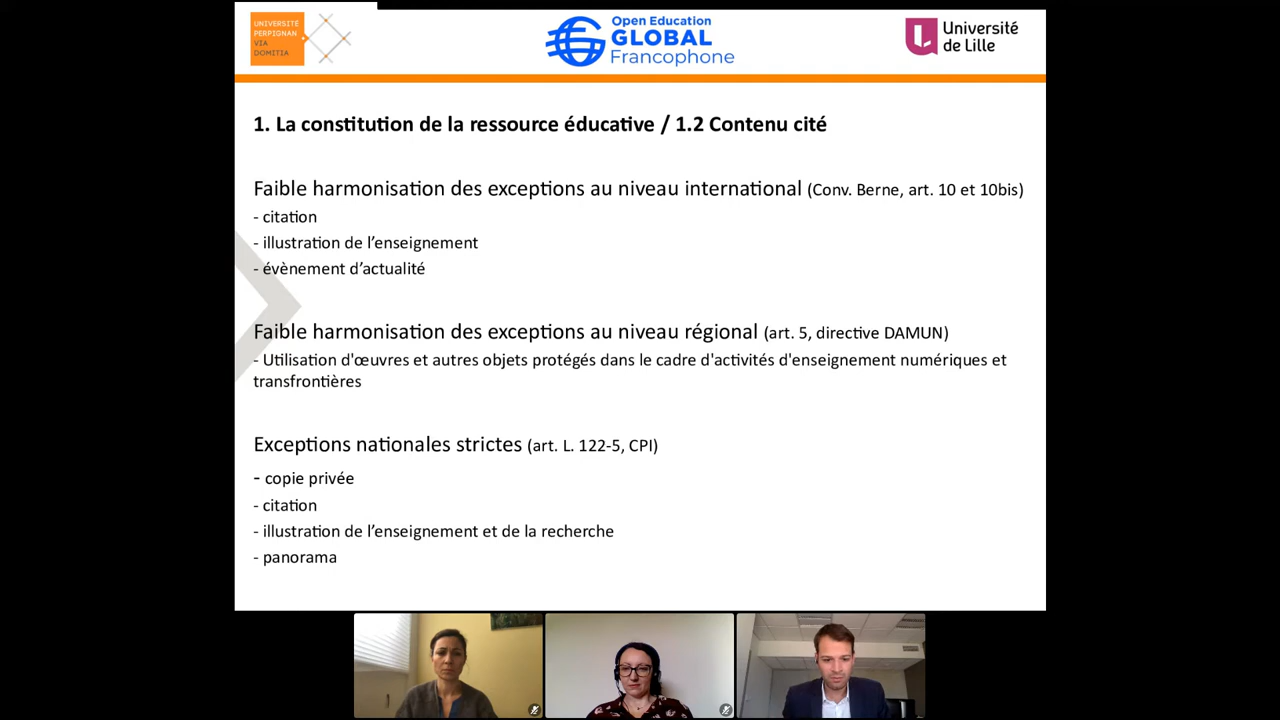 UNIVERSITÉ
PERPIGNAN
VIA
DOMITIA
Open Education
GLOBAL
Francophone
Université
de Lille
1. La constitution de la ressource éducative / 1.2 Contenu cité
Faible harmonisation des exceptions au niveau international (Conv. Berne, art. 10 et 10bis)
- citation
- illustration de l’enseignement
- évènement d’actualité
Faible harmonisation des exceptions au niveau régional (art. 5, directive DAMUN)
- Utilisation d'œuvres et autres objets protégés dans le cadre d'activités d'enseignement numériques et
transfrontières
Exceptions nationales strictes (art. L. 122-5, CPI)
- copie privée
- citation
- illustration de l’enseignement et de la recherche
- panorama